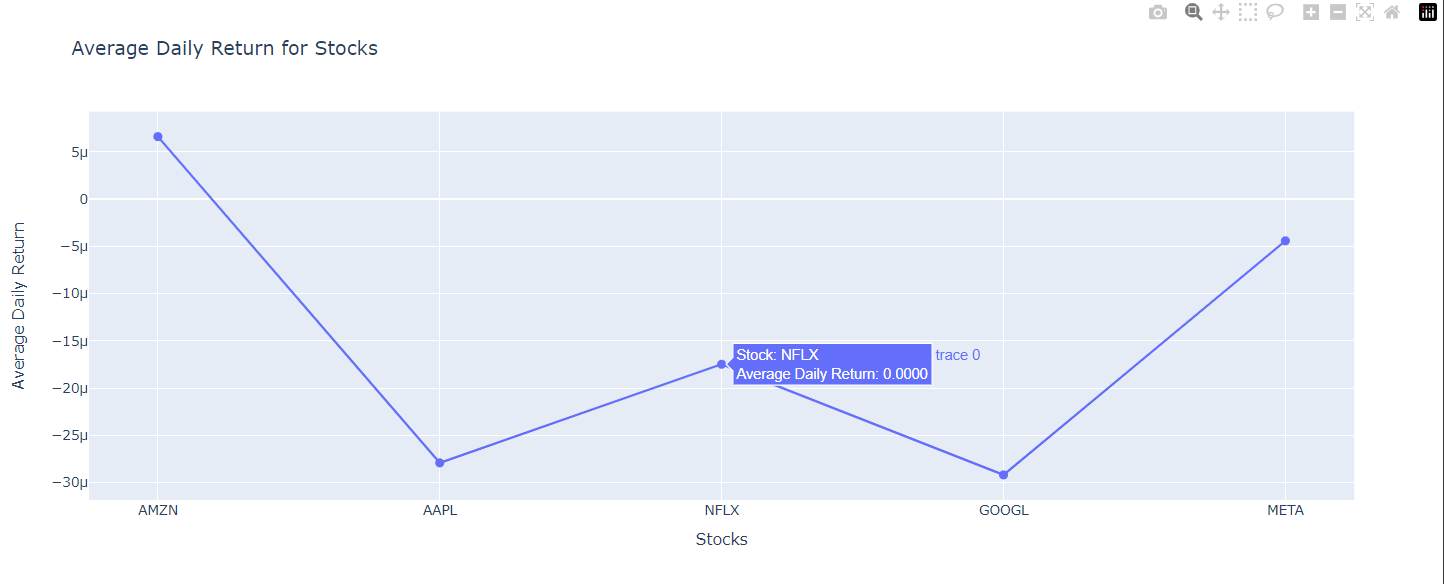 Average Daily Return for Stocks
Average Daily Return
5μ
0
−5μ
−10μ
−15μ
−20μ
−25μ
−30μ
Stock: NFLX
Average Daily Return: 0.0000
trace 0
AMZN
AAPL
NFLX
GOOGL
META
Stocks